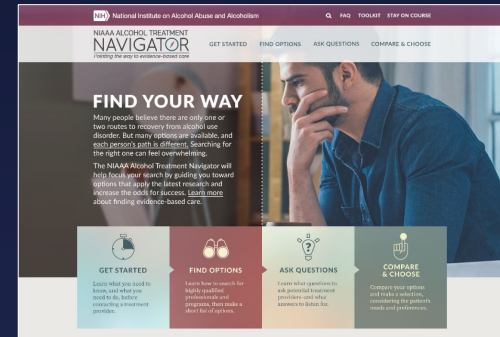 NIH National Institute on Alcohol Abuse and Alcoholism
FAQ TOOLKIT STAY ON COURSE
NIAAA ALCOHOL TREATMENT
NAVIGATOR
Pointing the way to evidence-based care
GET STARTED FIND OPTIONS ASK QUESTIONS COMPARE & CHOOSE
FIND YOUR WAY
Many people believe there are only one or
two routes to recovery from alcohol use
disorder. But many options are available, and
each person's path is different. Searching for
the right one can feel overwhelming.
The NIAAA Alcohol Treatment Navigator will
help focus your search by guiding you toward
options that apply the latest research and
increase the odds for success. Learn more
about finding evidence-based care.
GET STARTED
Learn what you need to
know, and what you
need to do, before
contacting a treatment
provider.
FIND OPTIONS
Learn how to search for
highly qualified
professionals and
programs, then make a
short list of options.
ASK QUESTIONS
Learn what questions to
ask potential treatment
providers and what
answers to listen for.
COMPARE
& CHOOSE
Compare your options
and make a selection,
considering the patient's
needs and preferences.